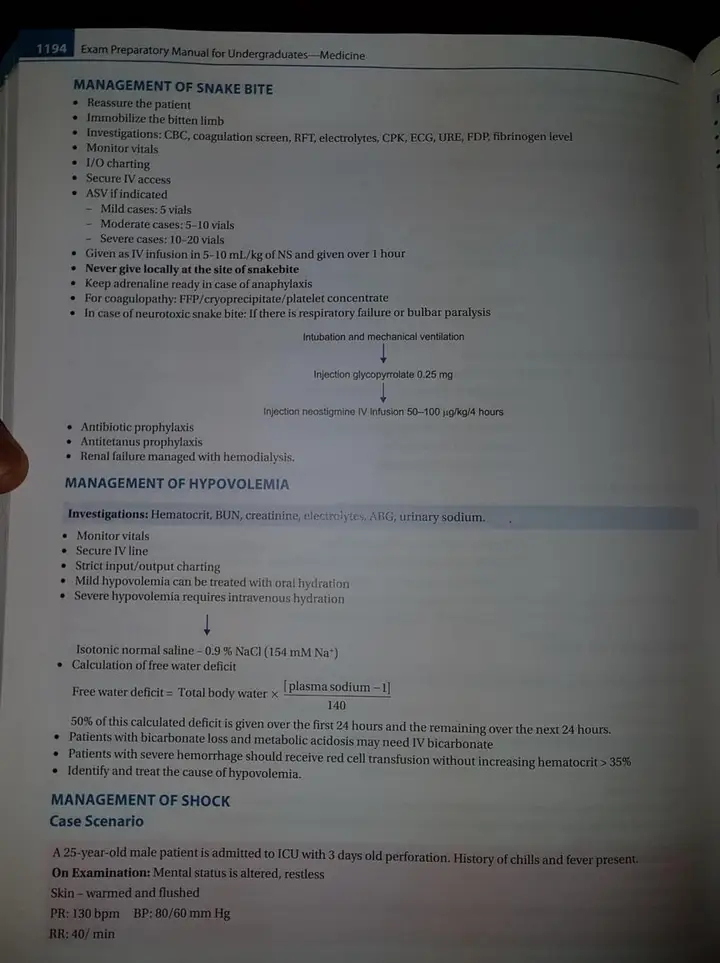 1194 Exam Preparatory Manual for Undergraduates—Medicine
MANAGEMENT OF SNAKE BITE
• Reassure the patient
• Immobilize the bitten limb
• Investigations: CBC, coagulation screen, RFT, electrolytes, CPK, ECG, URE, FDP, fibrinogen level
• Monitor vitals
• I/O charting
• Secure IV access
• ASV if indicated
– Mild cases: 5 vials
– Moderate cases: 5–10 vials
– Severe cases: 10–20 vials
• Given as IV infusion in 5–10 mL/kg of NS and given over 1 hour
• Never give locally at the site of snakebite
• Keep adrenaline ready in case of anaphylaxis
• For coagulopathy: FFP/cryoprecipitate/platelet concentrate
• In case of neurotoxic snake bite: If there is respiratory failure or bulbar paralysis
Intubation and mechanical ventilation
↓
Injection glycopyrrolate 0.25 mg
↓
Injection neostigmine IV Infusion 50–100 µg/kg/4 hours
• Antibiotic prophylaxis
• Antitetanus prophylaxis
• Renal failure managed with hemodialysis.
MANAGEMENT OF HYPOVOLEMIA
Investigations: Hematocrit, BUN, creatinine, electrolytes, ABG, urinary sodium.
• Monitor vitals
• Secure IV line
• Strict input/output charting
• Mild hypovolemia can be treated with oral hydration
• Severe hypovolemia requires intravenous hydration
↓
Isotonic normal saline – 0.9 % NaCl (154 mM Na⁺)
• Calculation of free water deficit
Free water deficit = Total body water × [plasma sodium –1]
140
50% of this calculated deficit is given over the first 24 hours and the remaining over the next 24 hours.
• Patients with bicarbonate loss and metabolic acidosis may need IV bicarbonate
• Patients with severe hemorrhage should receive red cell transfusion without increasing hematocrit > 35%
• Identify and treat the cause of hypovolemia.
MANAGEMENT OF SHOCK
Case Scenario
A 25-year-old male patient is admitted to ICU with 3 days old perforation. History of chills and fever present.
On Examination: Mental status is altered, restless
Skin – warmed and flushed
PR: 130 bpm BP: 80/60 mm Hg
RR: 40/ min